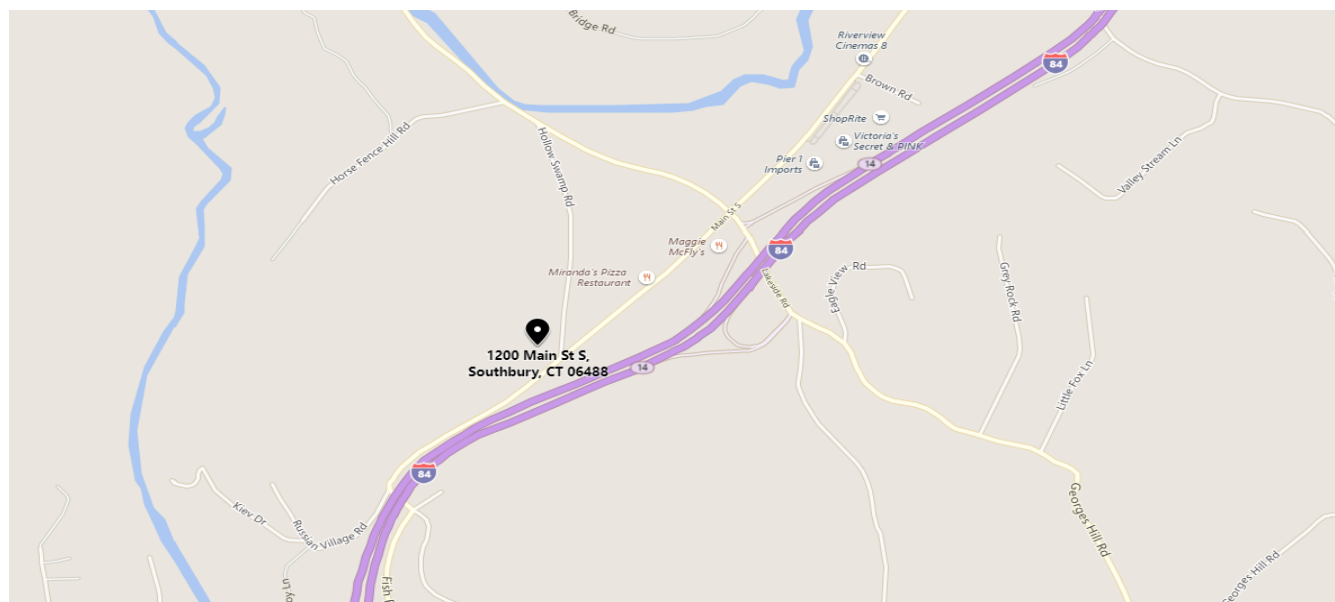 Bridge Rd
Riverview
Cinemas 8
84
Brown Rd
ShopRite
Victoria's
Secret & PINK
Pier 1
Imports
14
Horse Fence Hill Rd
Hollow Swamp Rd
Valley Stream Ln
Main St S
Maggie
McFly's
84
Miranda's Pizza
Restaurant
Lakeside Rd
Eagle View Rd
Grey Rock Rd
1200 Main St S,
Southbury, CT 06488
14
Little Fox Ln
84
Kiev Dr
Russian Village Rd
Georges Hill Rd
Georges Hill Rd
Fish